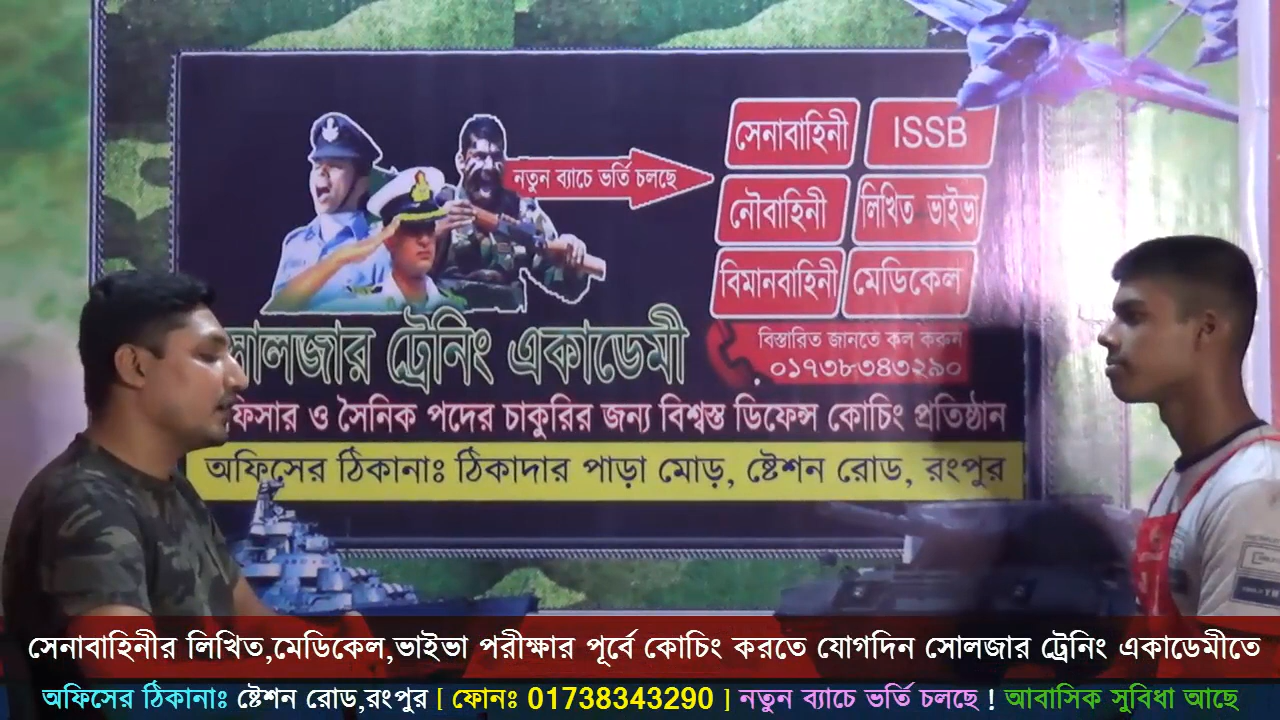 নতুন ব্যাচে ভর্তি চলছে
সেনাবাহিনী
ISSB
নৌবাহিনী
লিখিত ভাইভা
বিমানবাহিনী
মেডিকেল
সোলজার ট্রেনিং একাডেমী
বিস্তারিত জানতে কল করুন
০১৭৩৮৩৪৩২৯০
ফিসার ও সৈনিক পদের চাকুরির জন্য বিশ্বস্ত ডিফেন্স কোচিং প্রতিষ্ঠান
অফিসের ঠিকানাঃ ঠিকাদার পাড়া মোড়, ষ্টেশন রোড, রংপুর
সেনাবাহিনীর লিখিত,মেডিকেল,ভাইভা পরীক্ষার পূর্বে কোচিং করতে যোগদিন সোলজার ট্রেনিং একাডেমীতে
অফিসের ঠিকানাঃ ষ্টেশন রোড,রংপুর [ ফোনঃ 01738343290 ] নতুন ব্যাচে ভর্তি চলছে ! আবাসিক সুবিধা আছে